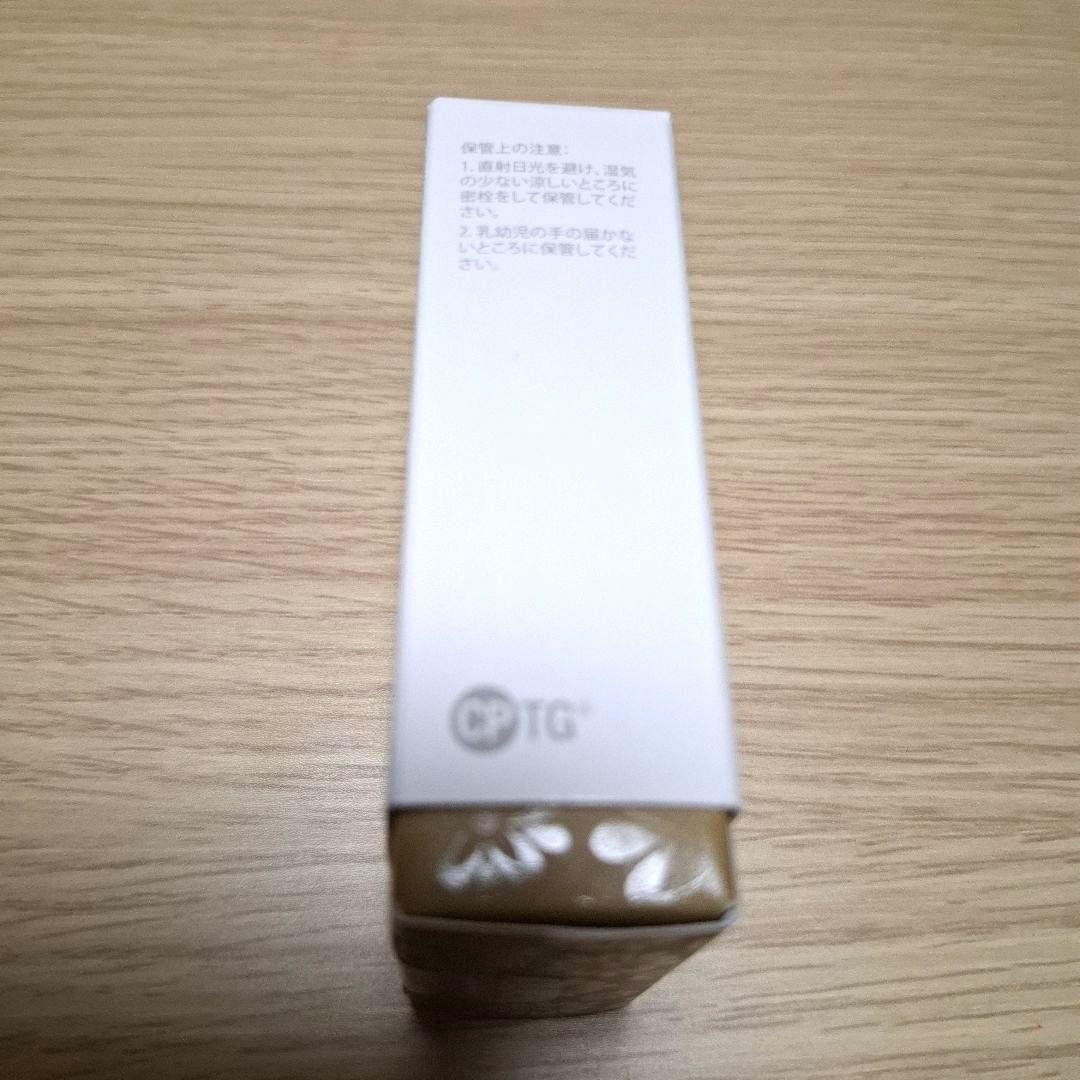 保管上の注意:
1. 直射日光を避け、湿気
の少ない涼しいところに
密栓をして保管してくだ
さい。
2. 乳幼児の手の届かな
いところに保管してくだ
さい。
CPTG®